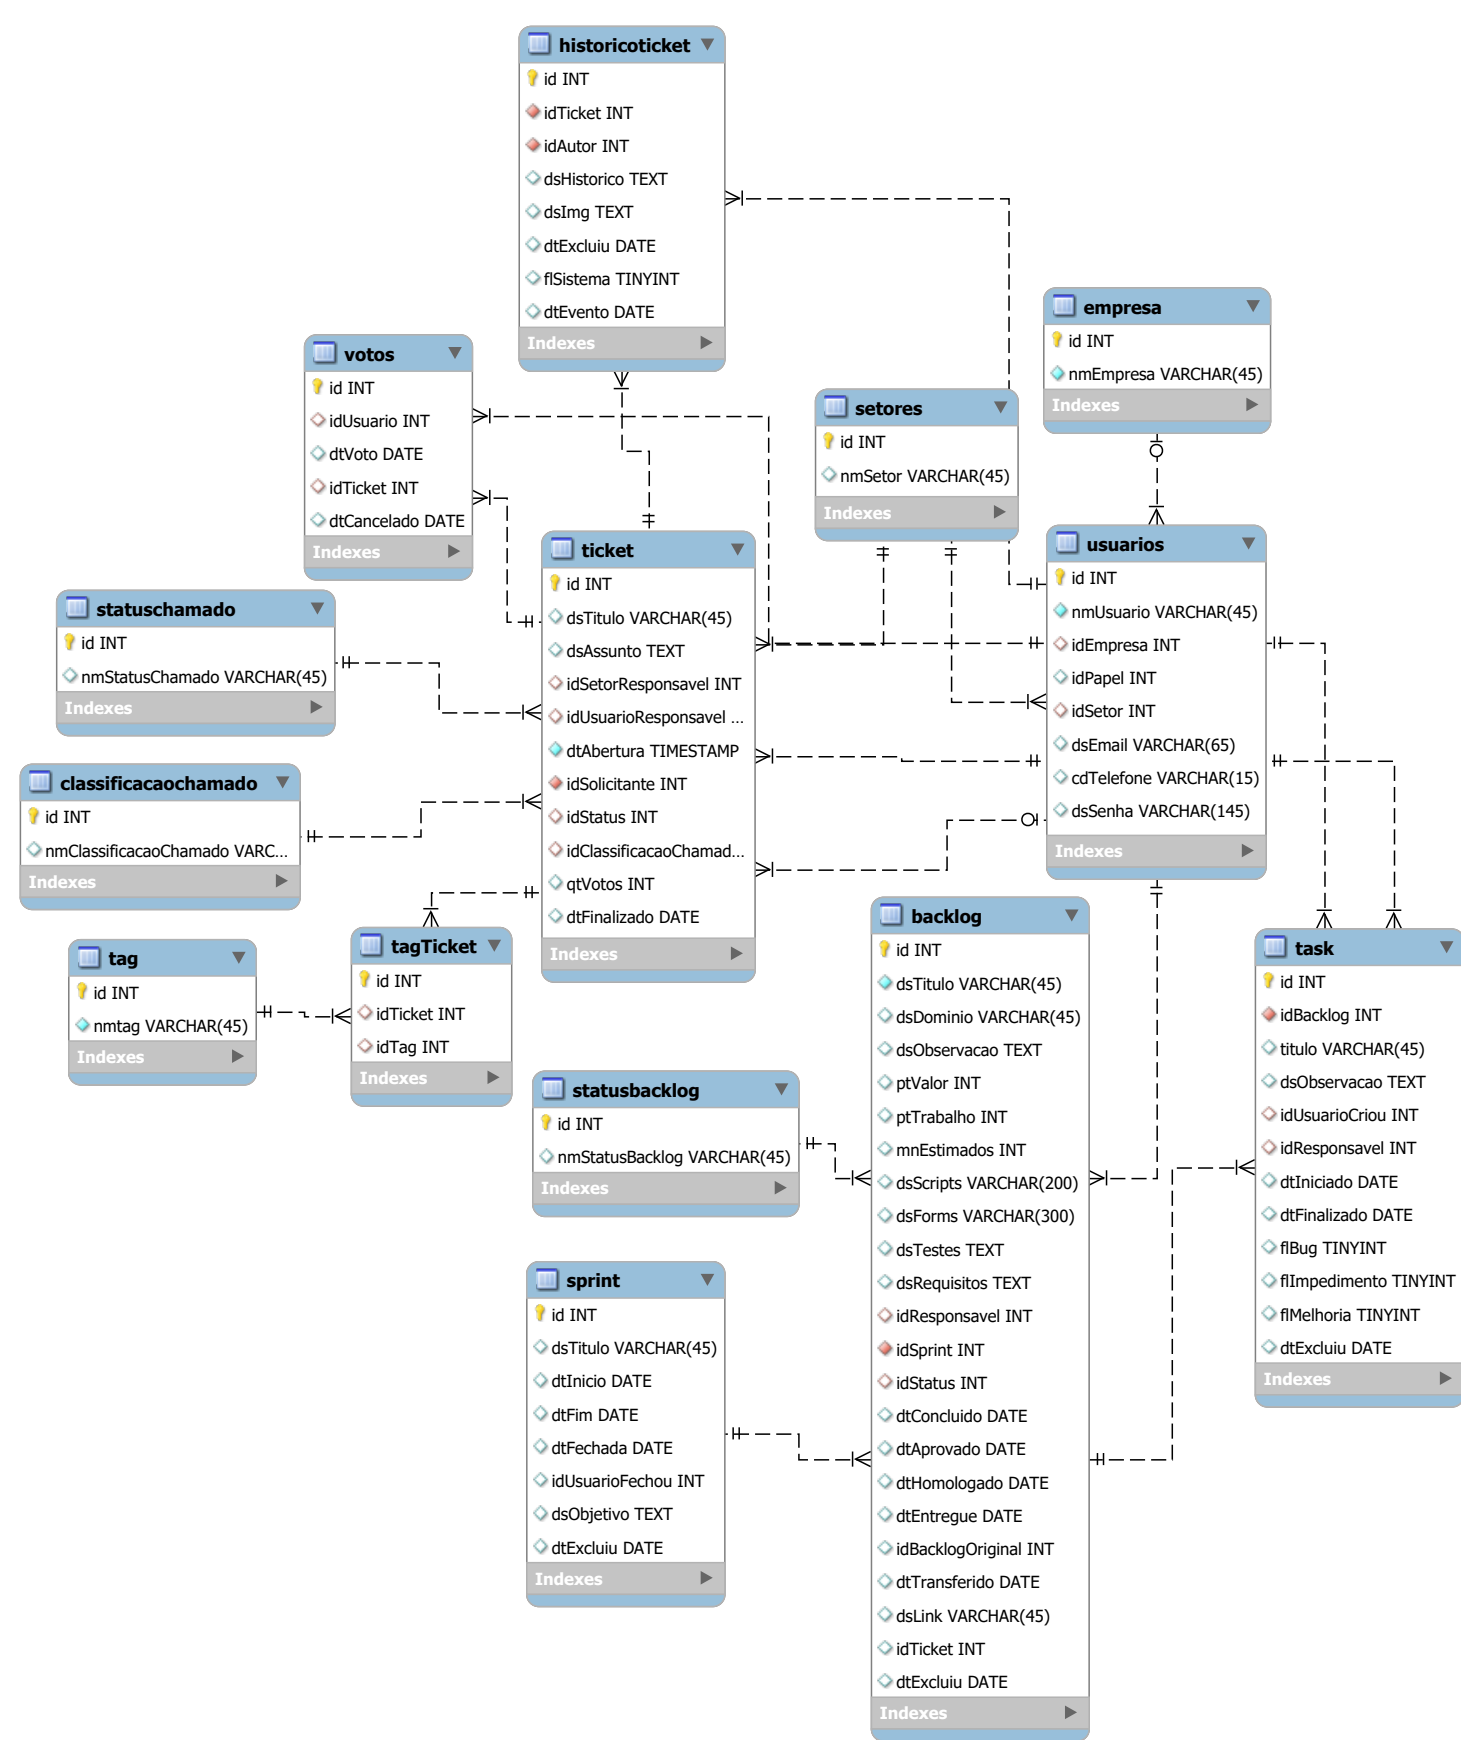 historicoticket
id INT
idTicket INT
idAutor INT
dsHistorico TEXT
dsImg TEXT
dtExcluiu DATE
flSistema TINYINT
dtEvento DATE
Indexes
empresa
id INT
nmEmpresa VARCHAR(45)
Indexes
votos
id INT
idUsuario INT
dtVoto DATE
idTicket INT
dtCancelado DATE
Indexes
setores
id INT
nmSetor VARCHAR(45)
Indexes
ticket
id INT
dsTitulo VARCHAR(45)
dsAssunto TEXT
idSetorResponsavel INT
idUsuarioResponsavel ...
dtAbertura TIMESTAMP
idSolicitante INT
idStatus INT
idClassificacaoChamad...
qtVotos INT
dtFinalizado DATE
Indexes
usuarios
id INT
nmUsuario VARCHAR(45)
idEmpresa INT
idPapel INT
idSetor INT
dsEmail VARCHAR(65)
cdTelefone VARCHAR(15)
dsSenha VARCHAR(145)
Indexes
statuschamado
id INT
nmStatusChamado VARCHAR(45)
Indexes
classificacaochamado
id INT
nmClassificacaoChamado VARC...
Indexes
tag
id INT
nmtag VARCHAR(45)
Indexes
tagTicket
id INT
idTicket INT
idTag INT
Indexes
backlog
id INT
dsTitulo VARCHAR(45)
dsDominio VARCHAR(45)
dsObservacao TEXT
ptValor INT
ptTrabalho INT
mnEstimados INT
dsScripts VARCHAR(200)
dsForms VARCHAR(300)
dsTestes TEXT
dsRequisitos TEXT
idResponsavel INT
idSprint INT
idStatus INT
dtConcluido DATE
dtAprovado DATE
dtHomologado DATE
dtEntregue DATE
idBacklogOriginal INT
dtTransferido DATE
dsLink VARCHAR(45)
idTicket INT
dtExcluiu DATE
Indexes
task
id INT
idBacklog INT
titulo VARCHAR(45)
dsObservacao TEXT
idUsuarioCriou INT
idResponsavel INT
dtIniciado DATE
dtFinalizado DATE
flBug TINYINT
flImpedimento TINYINT
flMelhoria TINYINT
dtExcluiu DATE
Indexes
statusbacklog
id INT
nmStatusBacklog VARCHAR(45)
Indexes
sprint
id INT
dsTitulo VARCHAR(45)
dtInicio DATE
dtFim DATE
dtFechada DATE
idUsuarioFechou INT
dsObjetivo TEXT
dtExcluiu DATE
Indexes